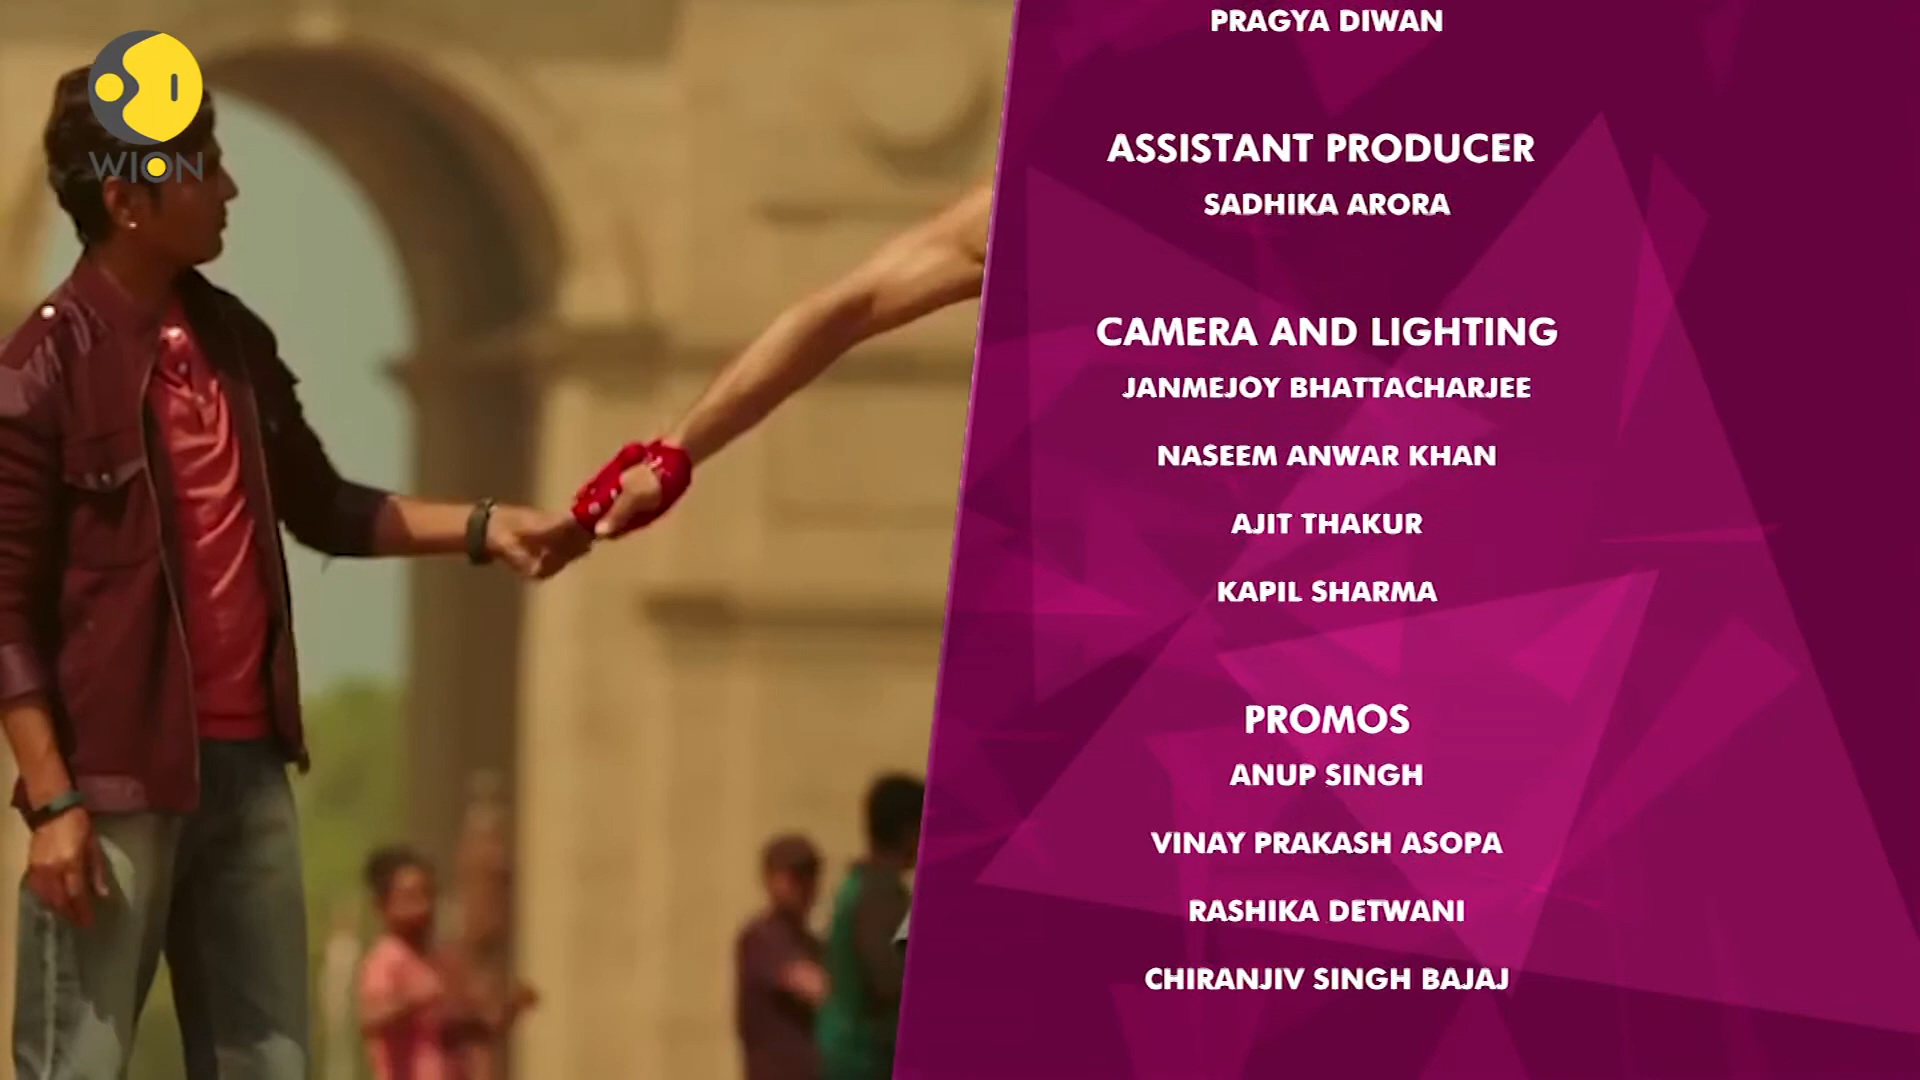 WION
PRAGYA DIWAN
ASSISTANT PRODUCER
SADHIKA ARORA
CAMERA AND LIGHTING
JANMEJOY BHATTACHARJEE
NASEEM ANWAR KHAN
AJIT THAKUR
KAPIL SHARMA
PROMOS
ANUP SINGH
VINAY PRAKASH ASOPA
RASHIKA DETWANI
CHIRANJIV SINGH BAJAJ